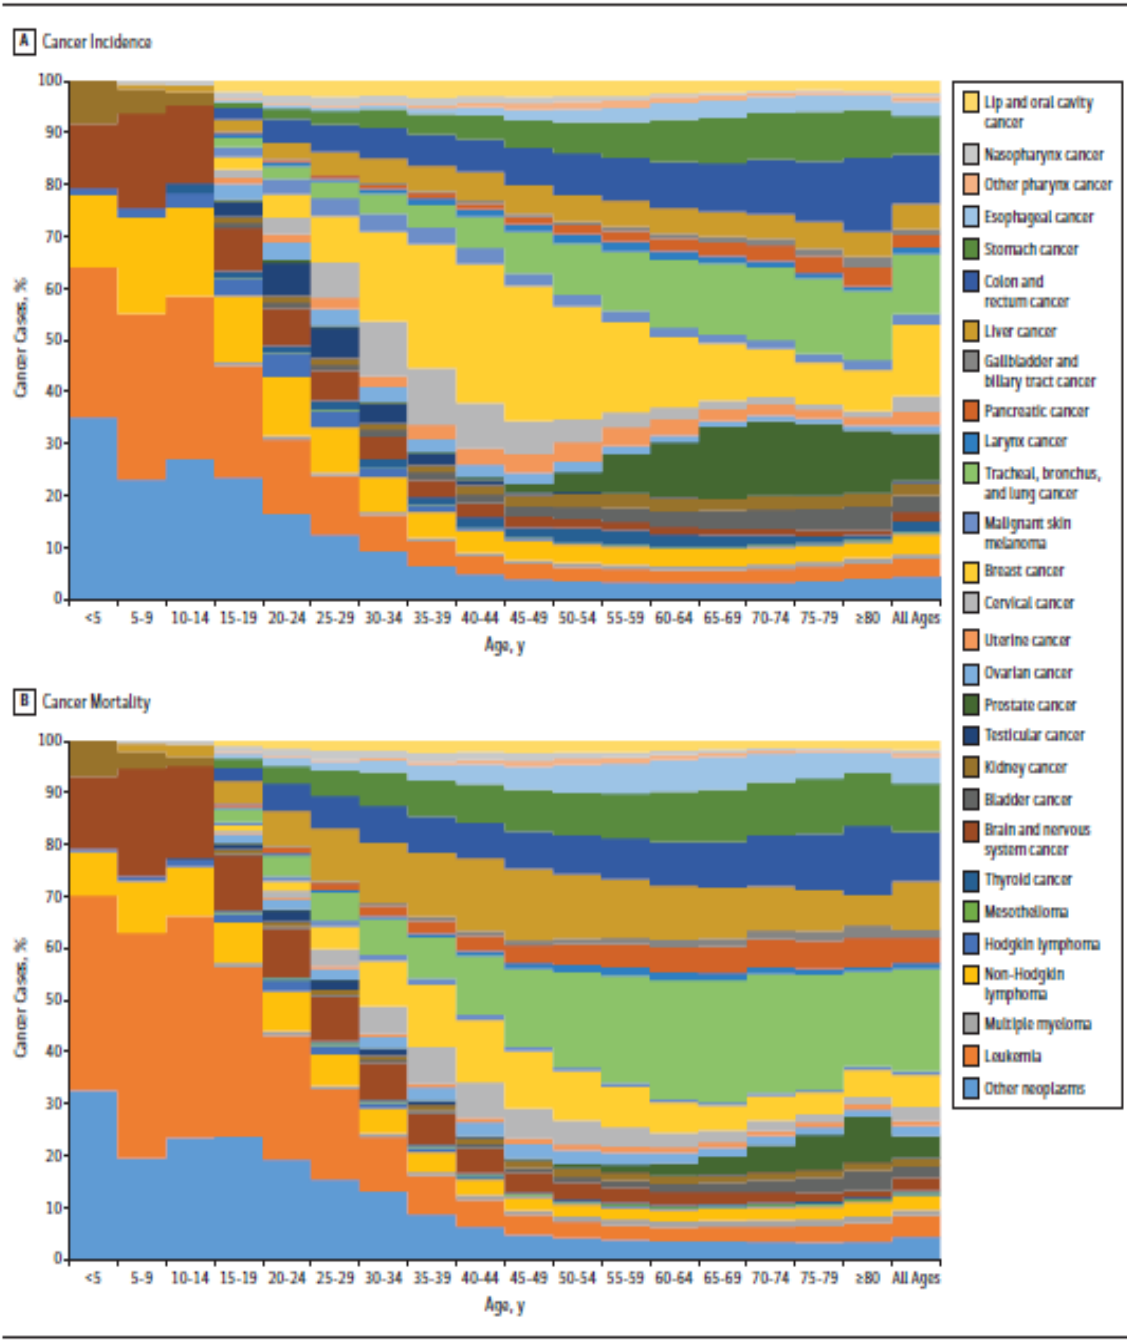 A Cancer Incidence
100
90
80
70
60
50
40
30
20
10
0
Cancer Cases, %
<5 5-9 10-14 15-19 20-24 25-29 30-34 35-39 40-44 45-49 50-54 55-59 60-64 65-69 70-74 75-79 ≥80 All Ages
Age, y
Lip and oral cavity
cancer
Nasopharynx cancer
Other pharynx cancer
Esophageal cancer
Stomach cancer
Colon and
rectum cancer
Liver cancer
Gallbladder and
biliary tract cancer
Pancreatic cancer
Larynx cancer
Tracheal, bronchus,
and lung cancer
Malignant skin
melanoma
Breast cancer
Cervical cancer
Uterine cancer
Ovarian cancer
Prostate cancer
Testicular cancer
Kidney cancer
Bladder cancer
Brain and nervous
system cancer
Thyroid cancer
Mesothelioma
Hodgkin lymphoma
Non-Hodgkin
lymphoma
Multiple myeloma
Leukemia
Other neoplasms
B Cancer Mortality
100
90
80
70
60
50
40
30
20
10
0
Cancer Cases, %
<5 5-9 10-14 15-19 20-24 25-29 30-34 35-39 40-44 45-49 50-54 55-59 60-64 65-69 70-74 75-79 ≥80 All Ages
Age, y